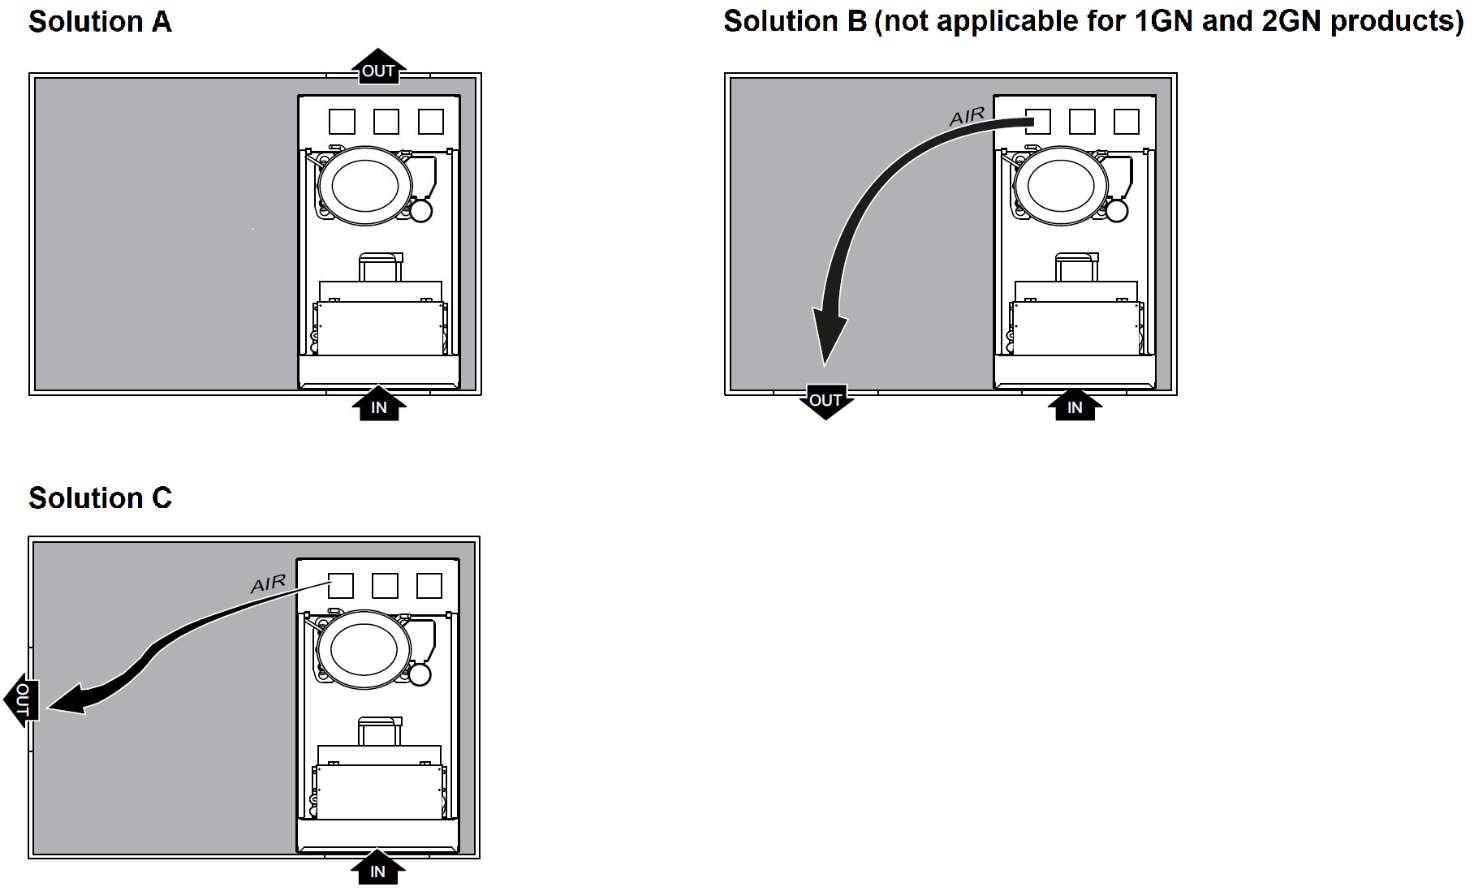 Solution A
OUT
IN
Solution B (not applicable for 1GN and 2GN products)
AIR
OUT
IN
Solution C
AIR
OUT
IN